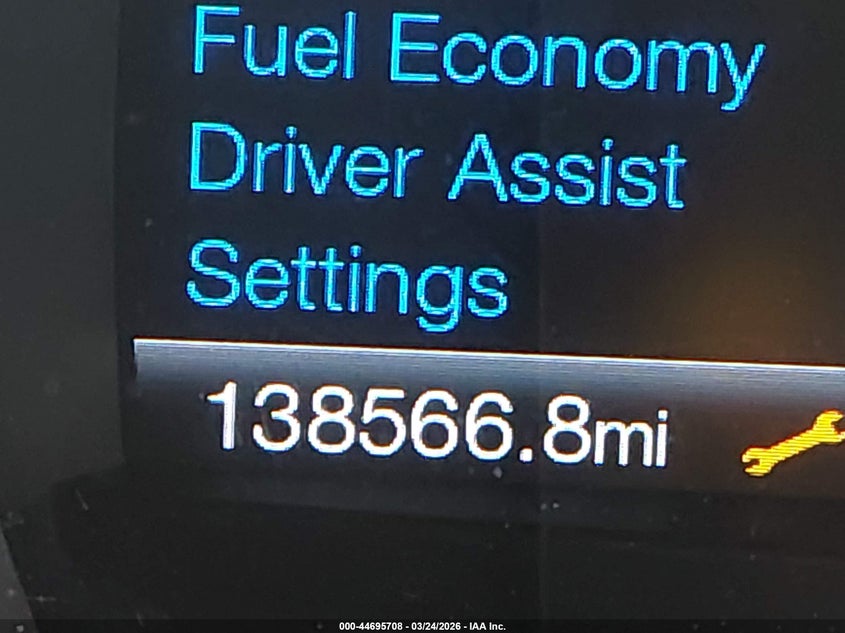 Fuel Economy
Driver Assist
Settings
138566.8mi
000-44695708 - 03/24/2026 - IAA Inc.